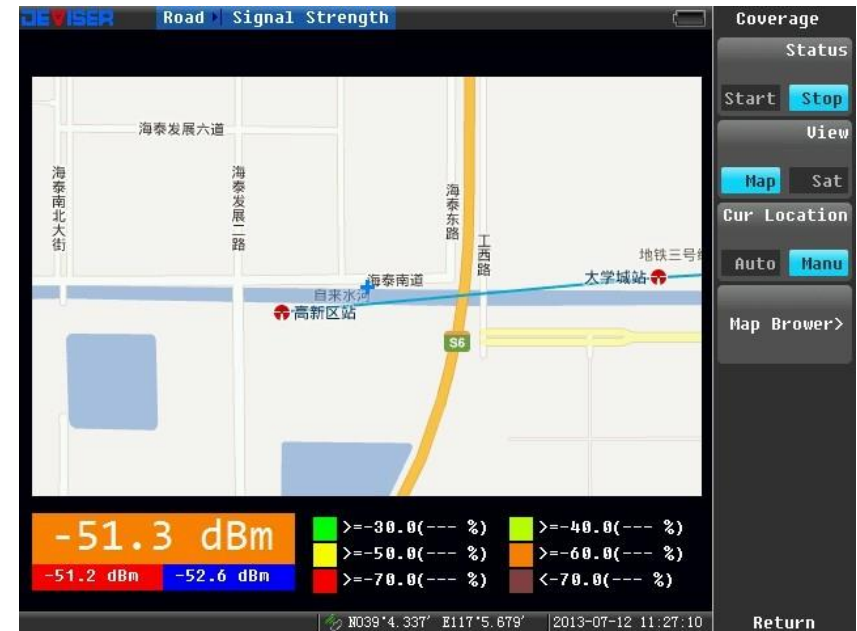 DEVISER Road Signal Strength
Coverage
Status
Start Stop
View
Map Sat
Cur Location
Auto Manu
Map Brower>
海泰发展六道
海泰南北大街
海泰发展二路
海泰东路
工西路
地铁三号
大学城站
海泰南道
自来水河
高新区站
S6
-51.3 dBm
-51.2 dBm -52.6 dBm
>=-30.0(--- %) >=-40.0(--- %)
>=-50.0(--- %) >=-60.0(--- %)
>=-70.0(--- %) <-70.0(--- %)
N039°4.337′ E117°5.679′ 2013-07-12 11:27:10
Return